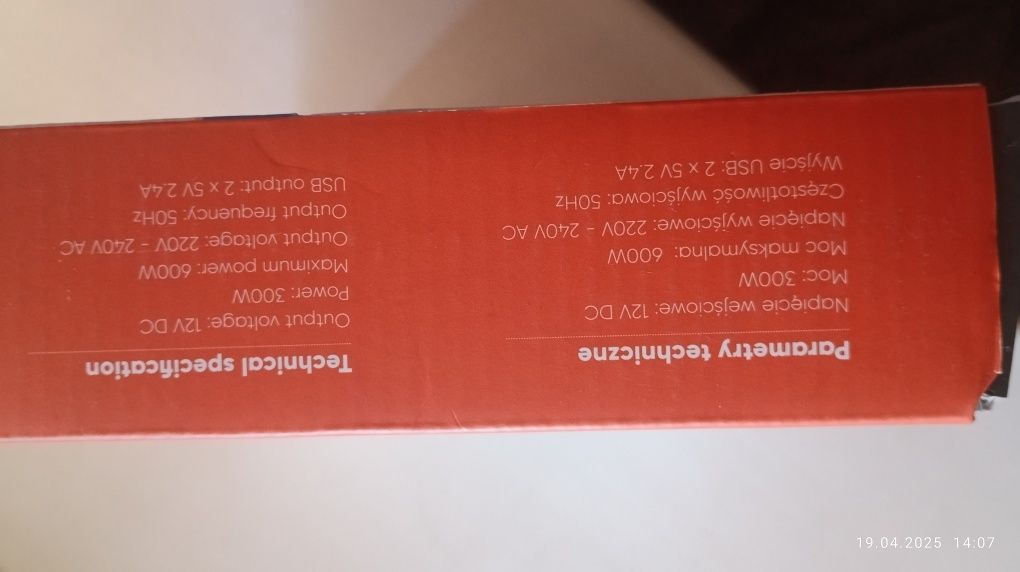 Parametry techniczne
Napięcie wejściowe: 12V DC
Moc: 300W
Moc maksymalna: 600W
Napięcie wyjściowe: 220V - 240V AC
Częstotliwość wyjściowa: 50Hz
Wyjście USB: 2 x 5V 2.4A
Technical specification
Output voltage: 12V DC
Power: 300W
Maximum power: 600W
Output voltage: 220V - 240V AC
Output frequency: 50Hz
USB output: 2 x 5V 2.4A
19.04.2025 14:07